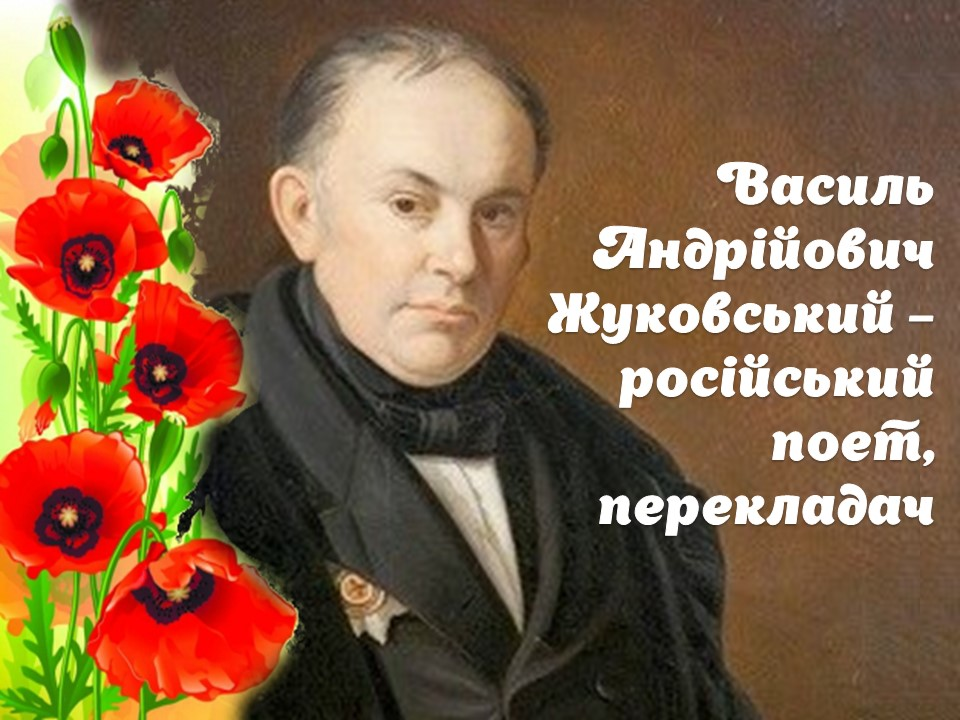 Василь
Андрійович
Жуковський –
російський
поет,
перекладач